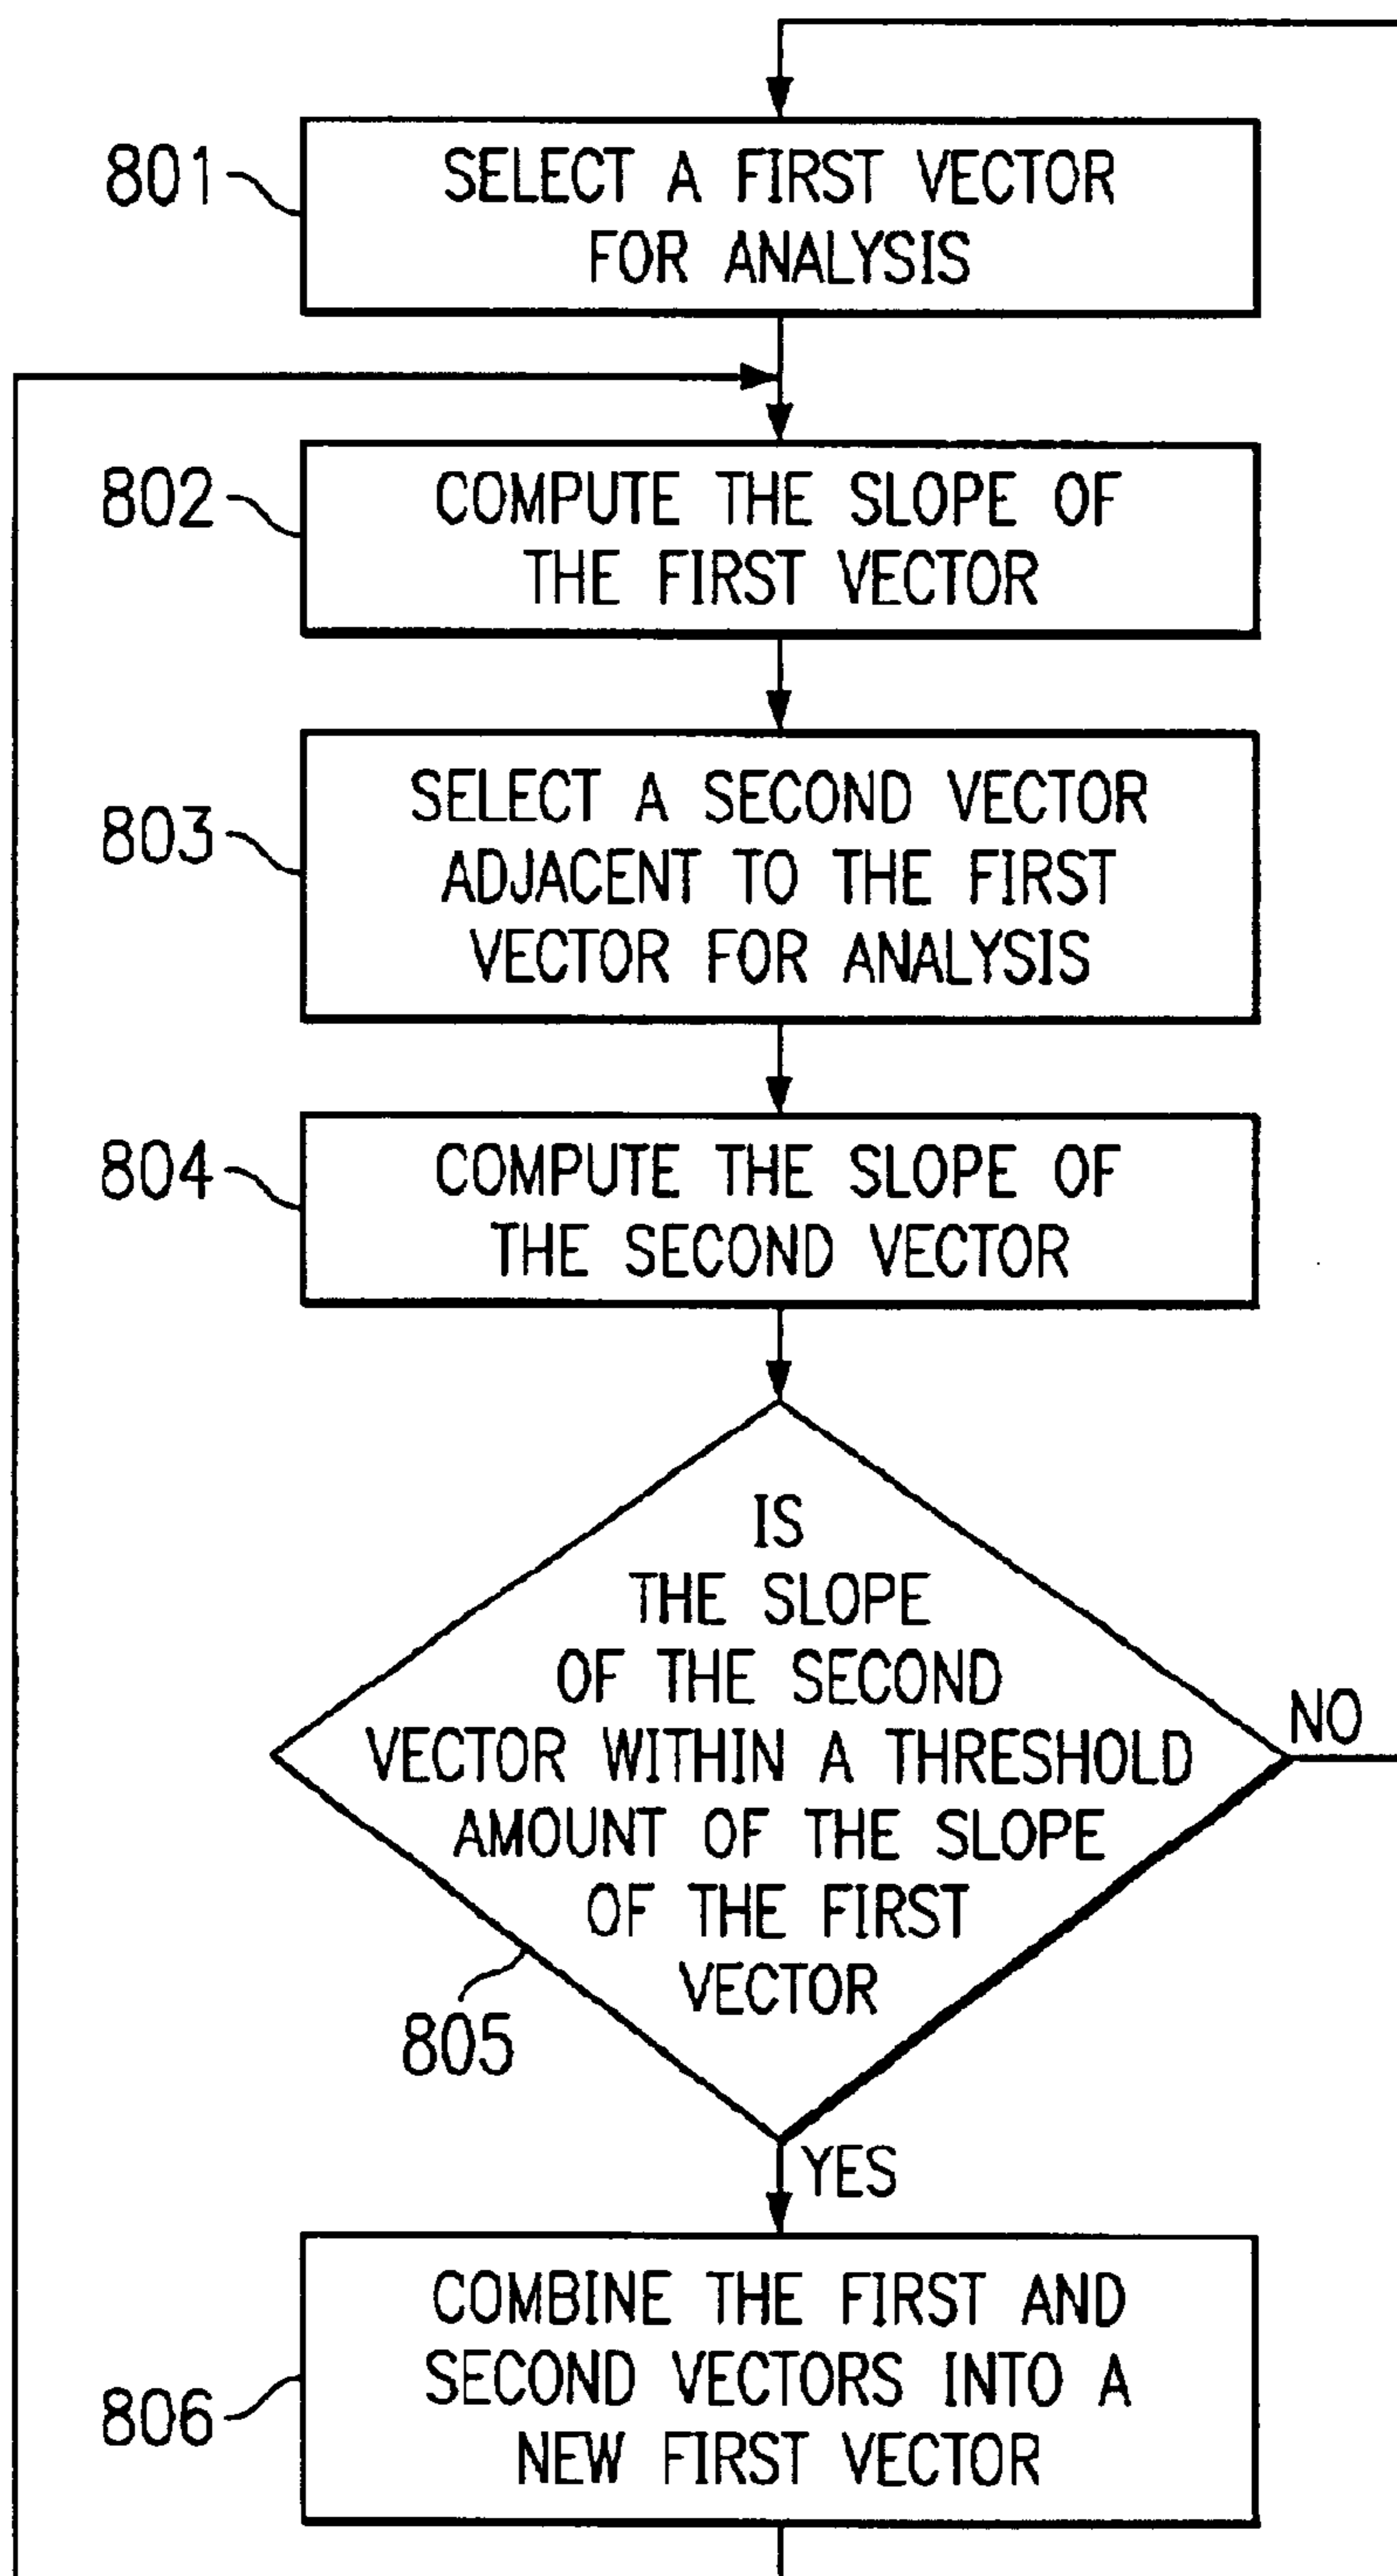 801
SELECT A FIRST VECTOR
FOR ANALYSIS
802
COMPUTE THE SLOPE OF
THE FIRST VECTOR
803
SELECT A SECOND VECTOR
ADJACENT TO THE FIRST
VECTOR FOR ANALYSIS
804
COMPUTE THE SLOPE OF
THE SECOND VECTOR
IS
THE SLOPE
OF THE SECOND
VECTOR WITHIN A THRESHOLD
AMOUNT OF THE SLOPE
OF THE FIRST
VECTOR
NO
805
YES
806
COMBINE THE FIRST AND
SECOND VECTORS INTO A
NEW FIRST VECTOR